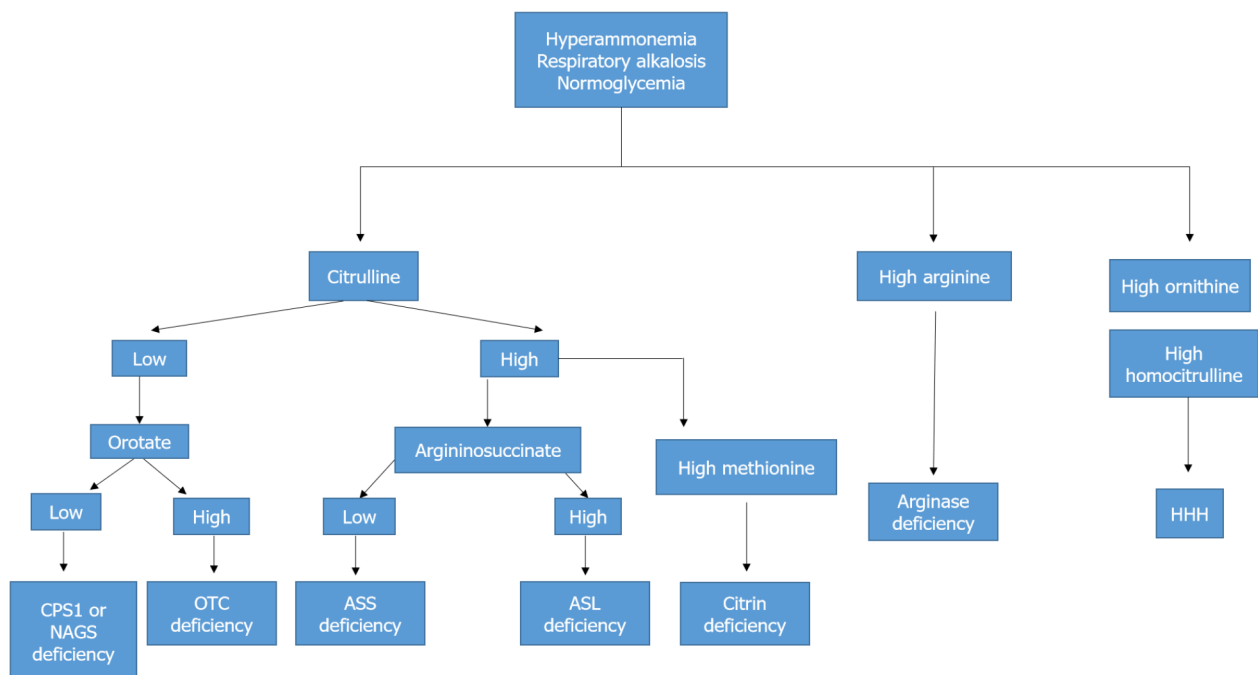 Hyperammonemia
Respiratory alkalosis
Normoglycemia
Citrulline
High arginine
High ornithine
Low
High
High
homocitrulline
Orotate
Argininosuccinate
High methionine
Low
High
Low
High
Arginase
deficiency
HHH
CPS1 or
NAGS
deficiency
OTC
deficiency
ASS
deficiency
ASL
deficiency
Citrin
deficiency